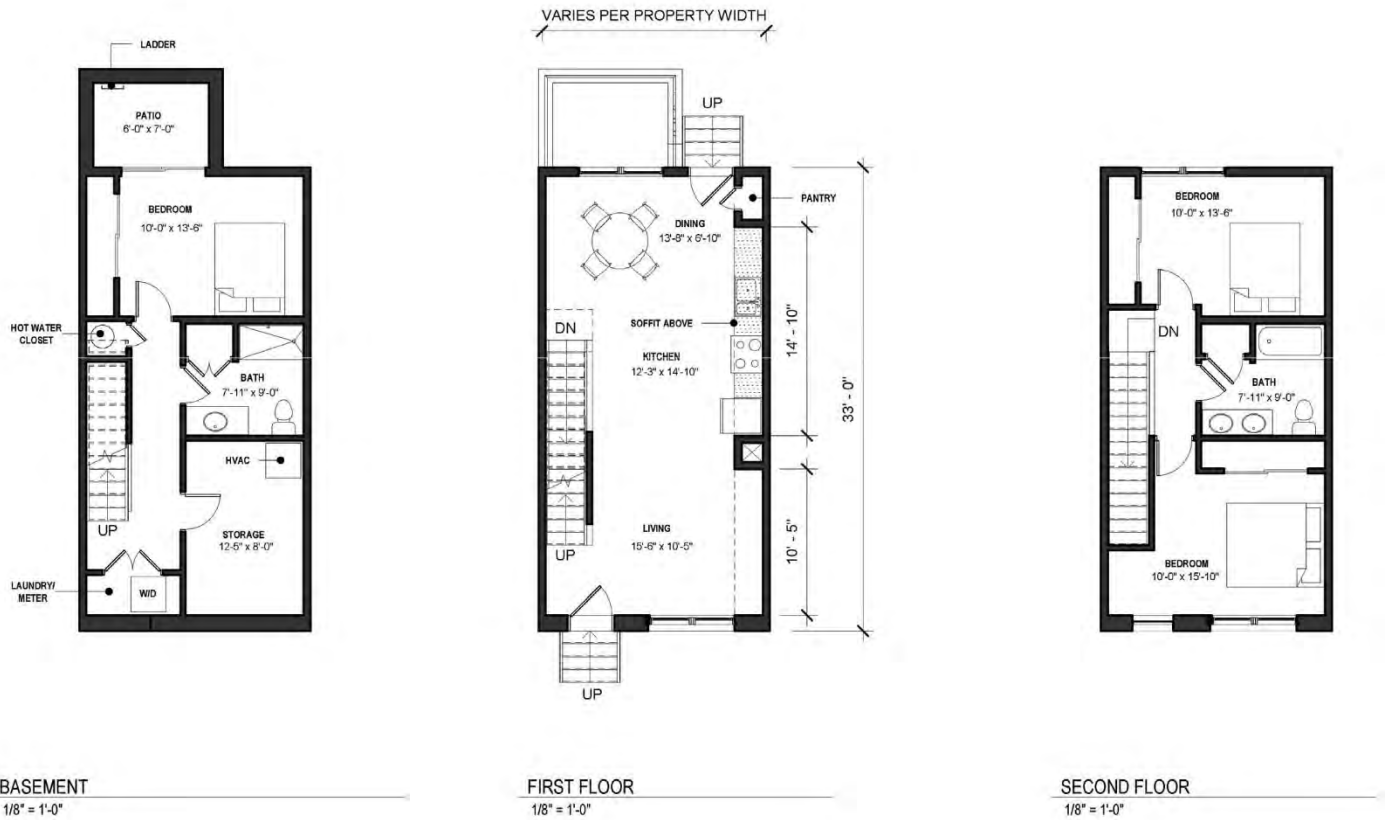 LADDER
PATIO
6'-0" x 7'-0"
BEDROOM
10'-0" x 13'-6"
HOT WATER
CLOSET
BATH
7'-11" x 9'-0"
HVAC
STORAGE
12'-5" x 8'-0"
UP
LAUNDRY/
METER
W/D
BASEMENT
1/8" = 1'-0"
VARIES PER PROPERTY WIDTH
UP
PANTRY
DINING
13'-8" x 6'-10"
DN
SOFFIT ABOVE
KITCHEN
12'-3" x 14'-10"
14' - 10"
33' - 0"
LIVING
15'-6" x 10'-5"
10' - 5"
UP
UP
FIRST FLOOR
1/8" = 1'-0"
BEDROOM
10'-0" x 13'-6"
DN
BATH
7'-11" x 9'-0"
BEDROOM
10'-0" x 15'-10"
SECOND FLOOR
1/8" = 1'-0"